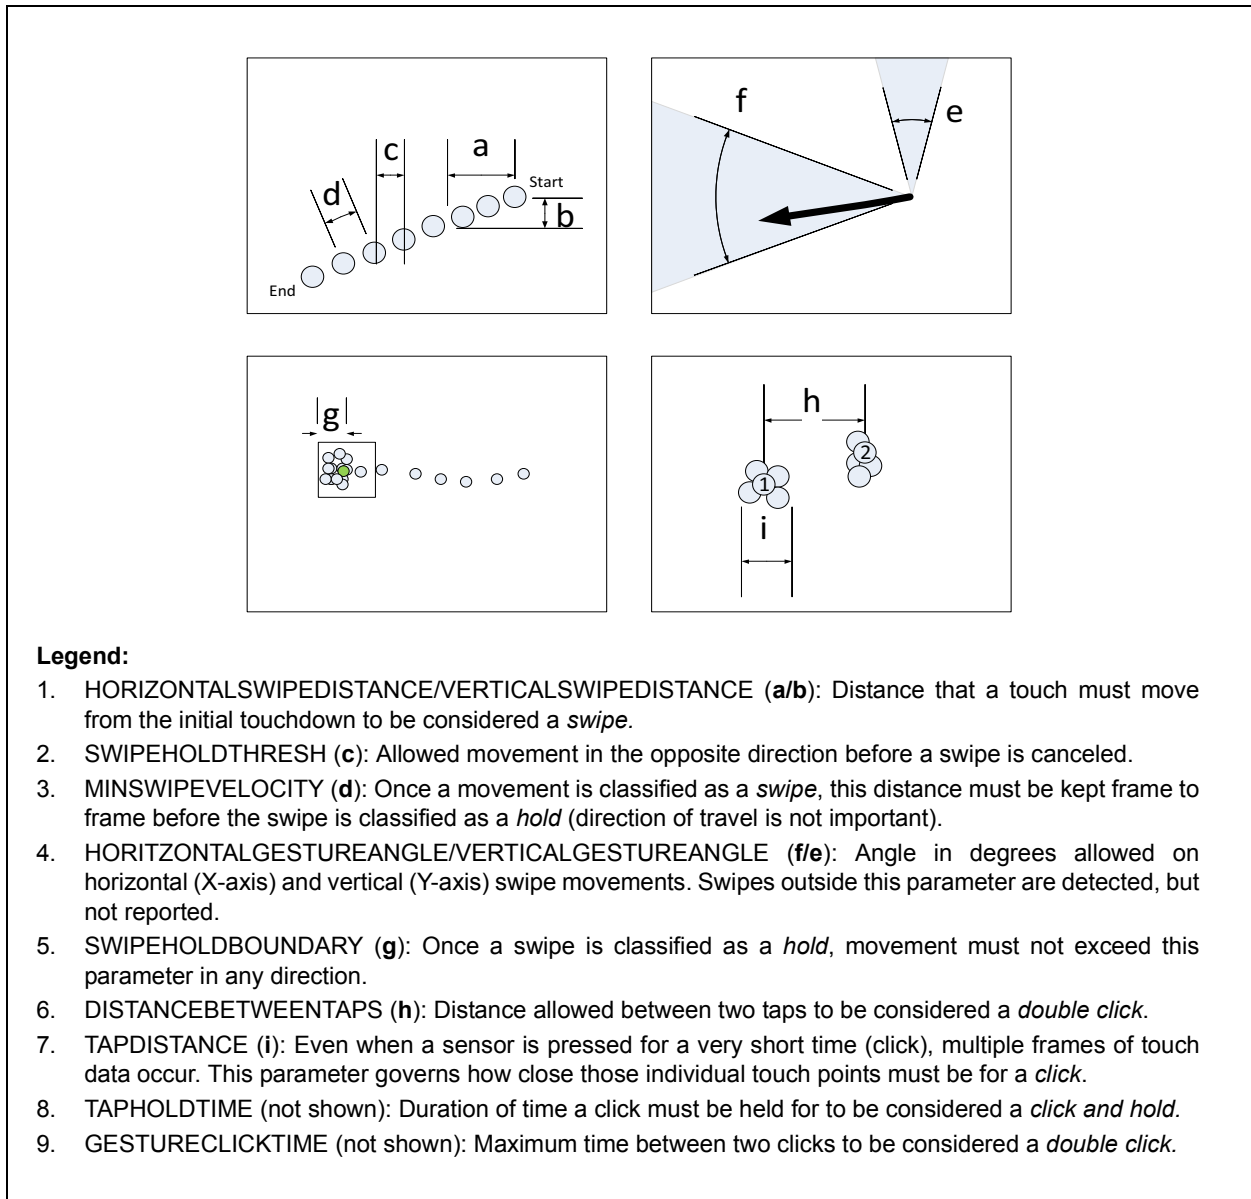 f
e
a
c
Start
d
b
End
h
g
2
1
i
Legend:
1. HORIZONTALSWIPEDISTANCE/VERTICALSWIPEDISTANCE (a/b): Distance that a touch must move
from the initial touchdown to be considered a swipe.
2. SWIPEHOLDTHRESH (c): Allowed movement in the opposite direction before a swipe is canceled.
3. MINSWIPEVELOCITY (d): Once a movement is classified as a swipe, this distance must be kept frame to
frame before the swipe is classified as a hold (direction of travel is not important).
4. HORITZONTALGESTUREANGLE/VERTICALGESTUREANGLE (f/e): Angle in degrees allowed on
horizontal (X-axis) and vertical (Y-axis) swipe movements. Swipes outside this parameter are detected, but
not reported.
5. SWIPEHOLDBOUNDARY (g): Once a swipe is classified as a hold, movement must not exceed this
parameter in any direction.
6. DISTANCEBETWEENTAPS (h): Distance allowed between two taps to be considered a double click.
7. TAPDISTANCE (i): Even when a sensor is pressed for a very short time (click), multiple frames of touch
data occur. This parameter governs how close those individual touch points must be for a click.
8. TAPHOLDTIME (not shown): Duration of time a click must be held for to be considered a click and hold.
9. GESTURECLICKTIME (not shown): Maximum time between two clicks to be considered a double click.